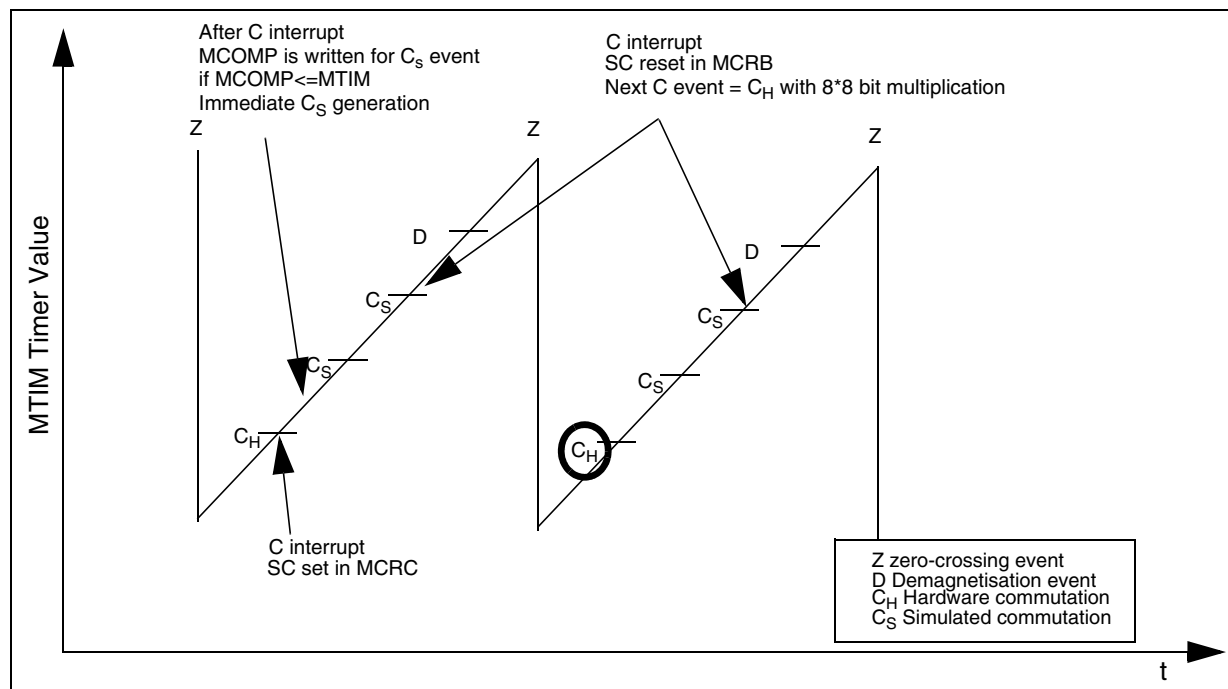 After C interrupt
MCOMP is written for Cs event
if MCOMP<=MTIM
Immediate CS generation
C interrupt
SC reset in MCRB
Next C event = CH with 8*8 bit multiplication
Z
Z
Z
D
D
CS
CS
CS
CS
CH
CH
MTIM Timer Value
C interrupt
SC set in MCRC
Z zero-crossing event
D Demagnetisation event
CH Hardware commutation
CS Simulated commutation
t